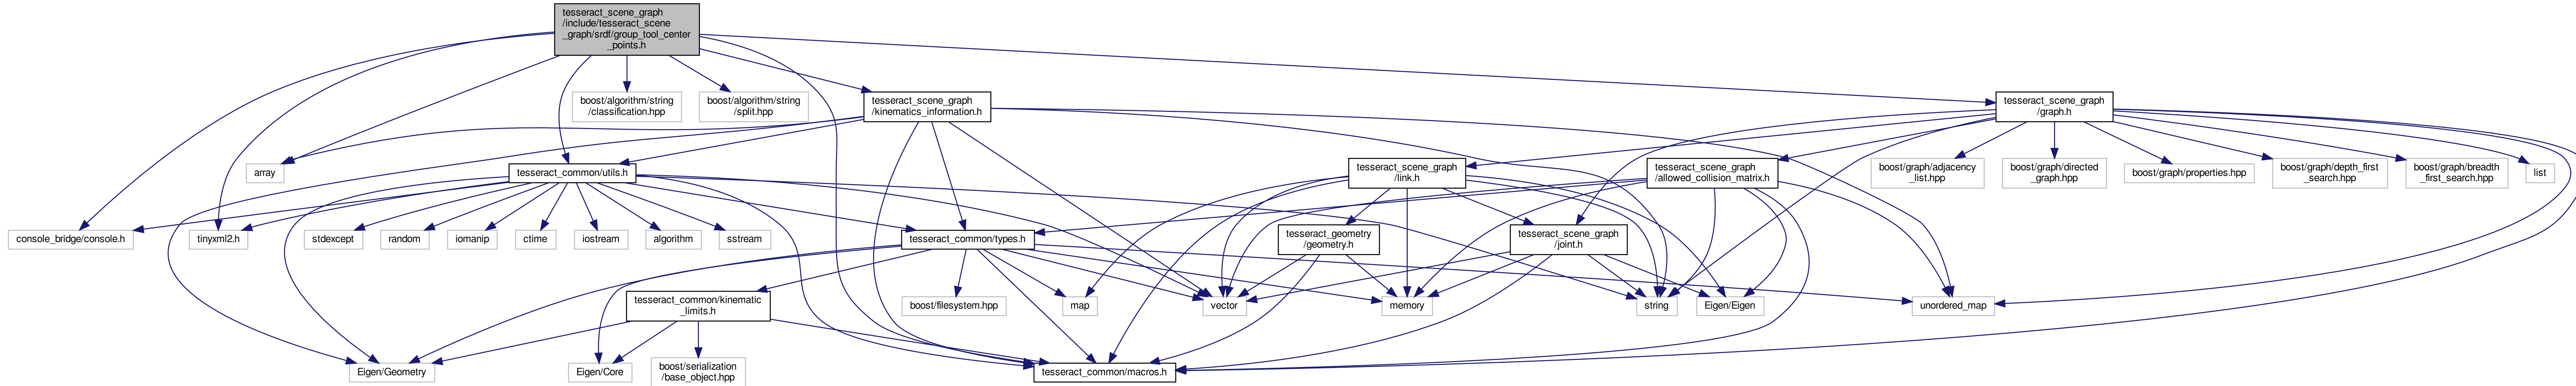 tesseract_scene_graph
/include/tesseract_scene
_graph/srdf/group_tool_center
_points.h
boost/algorithm/string
/classification.hpp
boost/algorithm/string
/split.hpp
tesseract_scene_graph
/kinematics_information.h
tesseract_scene_graph
/graph.h
array
tesseract_common/utils.h
tesseract_scene_graph
/link.h
tesseract_scene_graph
/allowed_collision_matrix.h
boost/graph/adjacency
_list.hpp
boost/graph/directed
_graph.hpp
boost/graph/properties.hpp
boost/graph/depth_first
_search.hpp
boost/graph/breadth
_first_search.hpp
list
console_bridge/console.h
tinyxml2.h
stdexcept
random
iomanip
ctime
iostream
algorithm
sstream
tesseract_common/types.h
tesseract_geometry
/geometry.h
tesseract_scene_graph
/joint.h
tesseract_common/kinematic
_limits.h
boost/filesystem.hpp
map
vector
memory
string
Eigen/Eigen
unordered_map
Eigen/Geometry
Eigen/Core
boost/serialization
/base_object.hpp
tesseract_common/macros.h